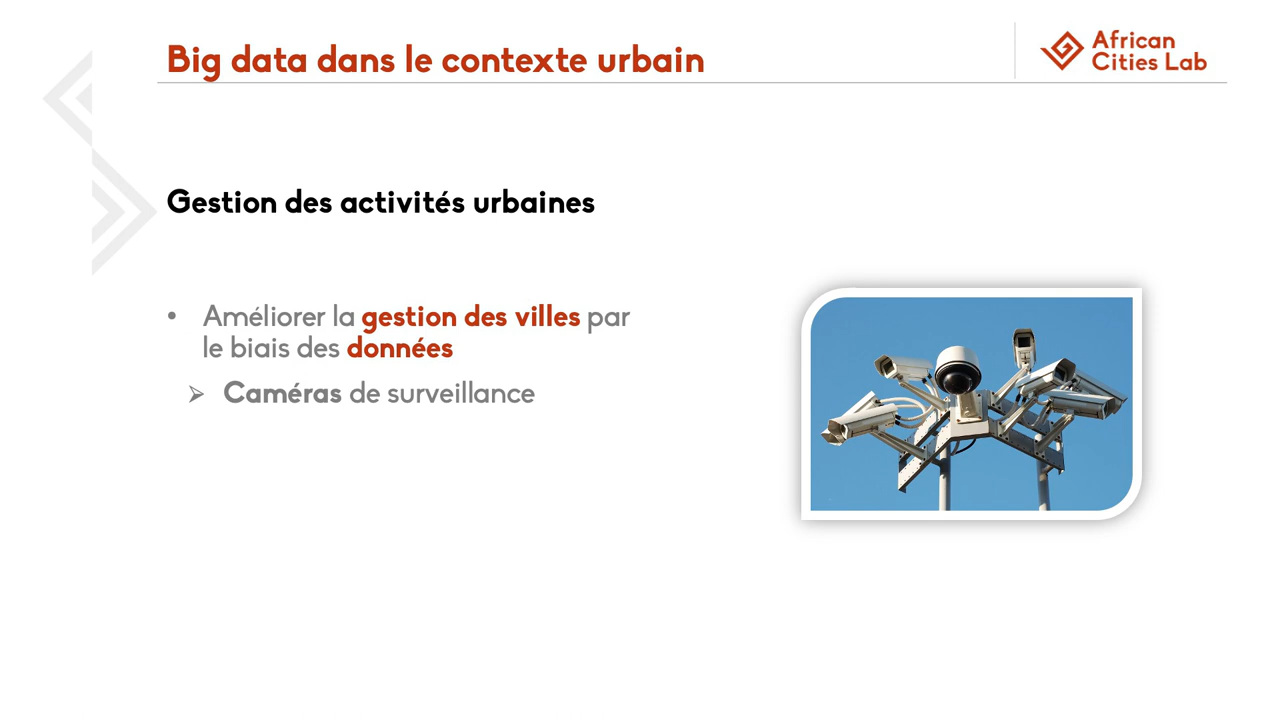 Big data dans le contexte urbain
African
Cities Lab
Gestion des activités urbaines
• Améliorer la gestion des villes par
le biais des données
➢ Caméras de surveillance